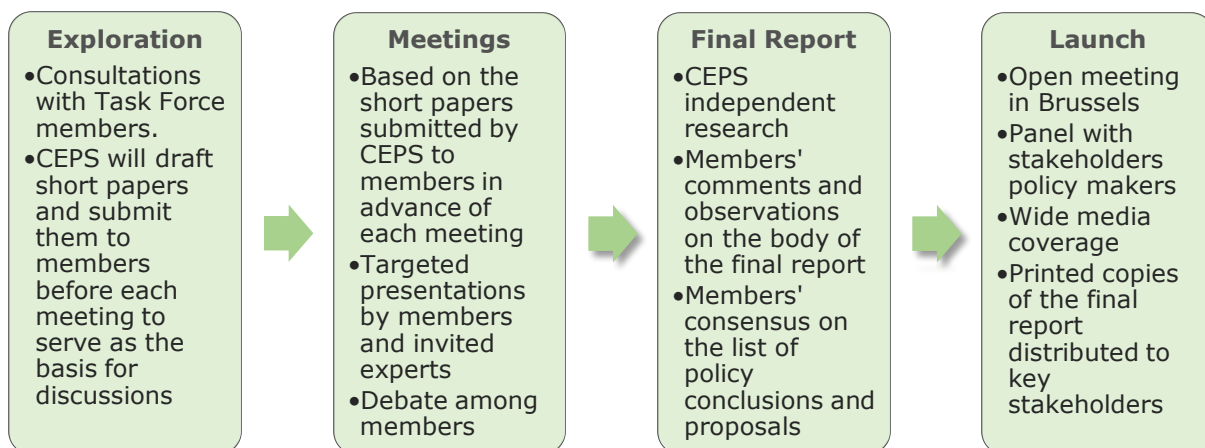 Exploration
•Consultations
with Task Force
members.
•CEPS will draft
short papers
and submit
them to
members
before each
meeting to
serve as the
basis for
discussions
Meetings
•Based on the
short papers
submitted by
CEPS to
members in
advance of
each meeting
•Targeted
presentations
by members
and invited
experts
•Debate among
members
Final Report
•CEPS
independent
research
•Members'
comments and
observations
on the body of
the final report
•Members'
consensus on
the list of
policy
conclusions and
proposals
Launch
•Open meeting
in Brussels
•Panel with
stakeholders
policy makers
•Wide media
coverage
•Printed copies
of the final
report
distributed to
key
stakeholders